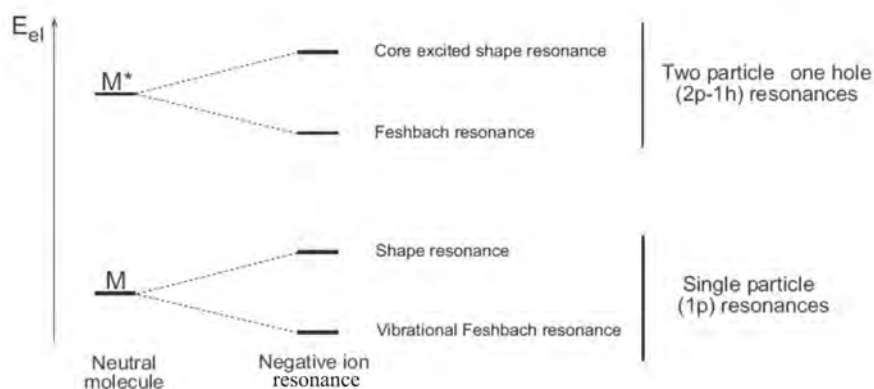 E_el
M*
Core excited shape resonance
Feshbach resonance
Two particle one hole
(2p-1h) resonances
M
Shape resonance
Vibrational Feshbach resonance
Single particle
(1p) resonances
Neutral
molecule
Negative ion
resonance